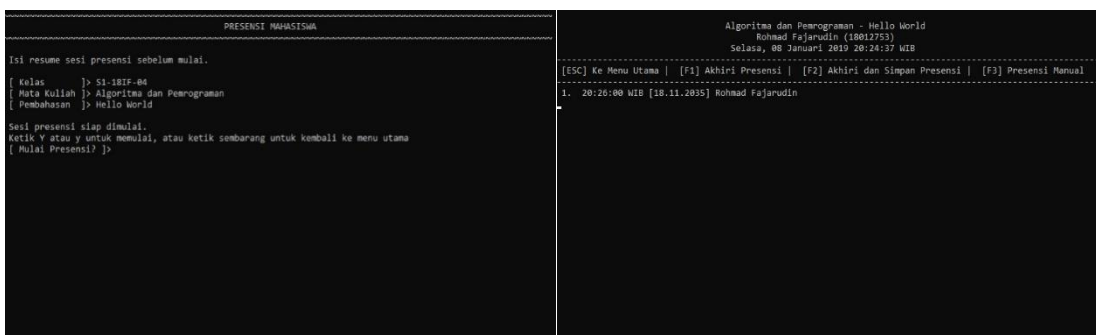 PRESENSI MAHASISWA
Isi resume sesi presensi sebelum mulai.
[ Kelas ]> S1-18IF-04
[ Mata Kuliah ]> Algoritma dan Pemrograman
[ Pembahasan ]> Hello World
Sesi presensi siap dimulai.
Ketik Y atau y untuk memulai, atau ketik sembarang untuk kembali ke menu utama
[ Mulai Presensi? ]>
Algoritma dan Pemrograman - Hello World
Rohmad Fajarudin (18012753)
Selasa, 08 Januari 2019 20:24:37 WIB
[ESC] Ke Menu Utama | [F1] Akhiri Presensi | [F2] Akhiri dan Simpan Presensi | [F3] Presensi Manual
1. 20:26:00 WIB [18.11.2035] Rohmad Fajarudin